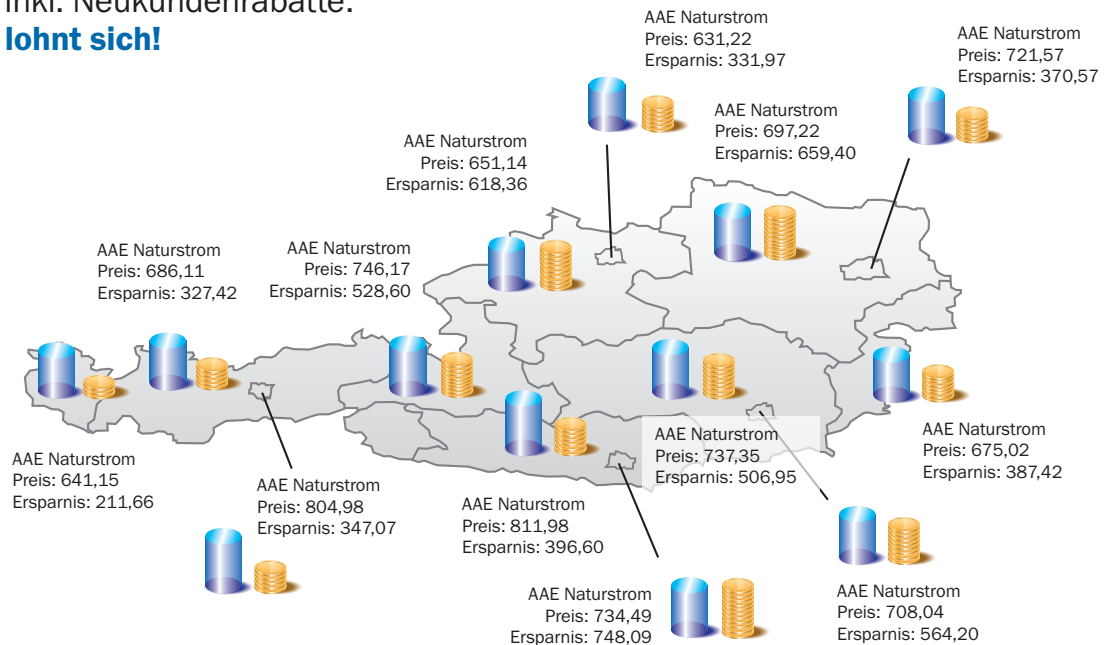 inkl. Neukundenrabatte.
lohnt sich!
AAE Naturstrom
Preis: 631,22
Ersparnis: 331,97
AAE Naturstrom
Preis: 721,57
Ersparnis: 370,57
AAE Naturstrom
Preis: 697,22
Ersparnis: 659,40
AAE Naturstrom
Preis: 651,14
Ersparnis: 618,36
AAE Naturstrom
Preis: 686,11
Ersparnis: 327,42
AAE Naturstrom
Preis: 746,17
Ersparnis: 528,60
AAE Naturstrom
Preis: 641,15
Ersparnis: 211,66
AAE Naturstrom
Preis: 804,98
Ersparnis: 347,07
AAE Naturstrom
Preis: 811,98
Ersparnis: 396,60
AAE Naturstrom
Preis: 737,35
Ersparnis: 506,95
AAE Naturstrom
Preis: 675,02
Ersparnis: 387,42
AAE Naturstrom
Preis: 734,49
Ersparnis: 748,09
AAE Naturstrom
Preis: 708,04
Ersparnis: 564,20